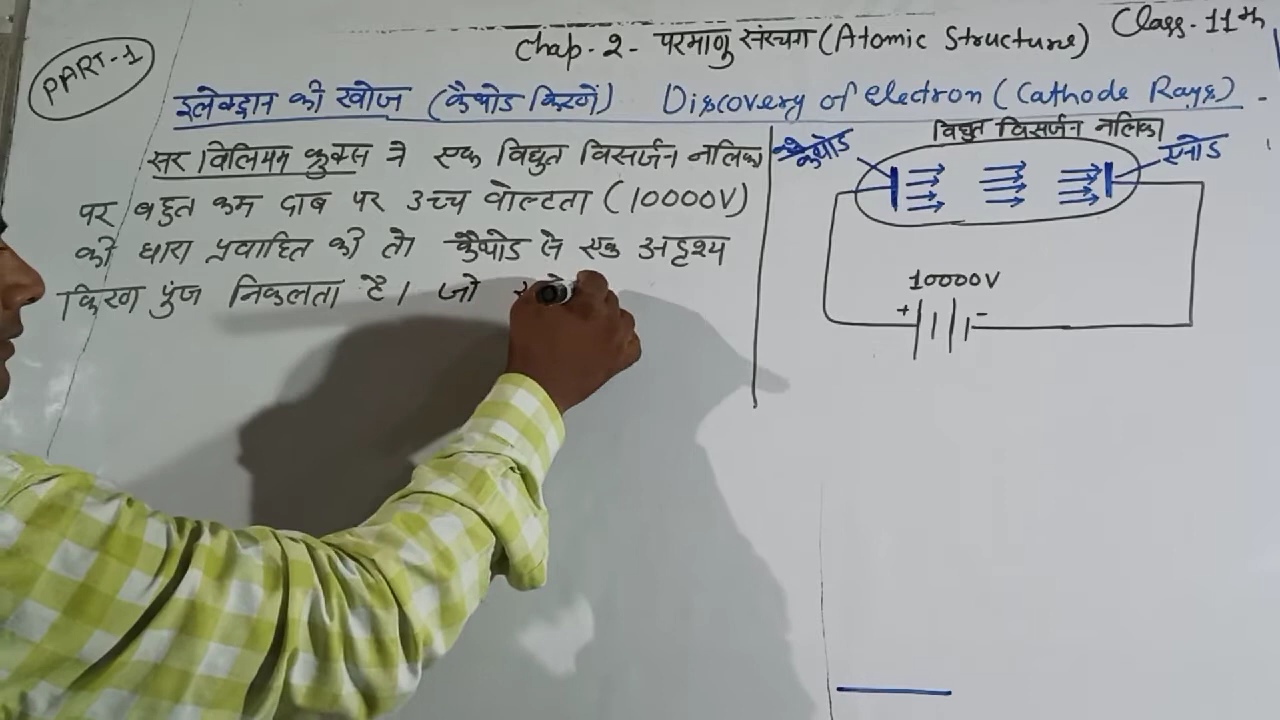 PART-1
Chap-2- परमाणु संरचना (Atomic Structure)
Class-11th
इलेक्ट्रान की खोज (कैथोड किरणें) Discovery of electron (Cathode Rays)
सर विलियम क्रुक्स ने एक विद्युत विसर्जन नलिका
पर बहुत कम दाब पर उच्च वोल्टता (10000V)
की धारा प्रवाहित की तो कैथोड से एक अदृश्य
किरण पुंज निकलता है। जो
विद्युत विसर्जन नलिका
कैथोड
एनोड
10000V
+ -